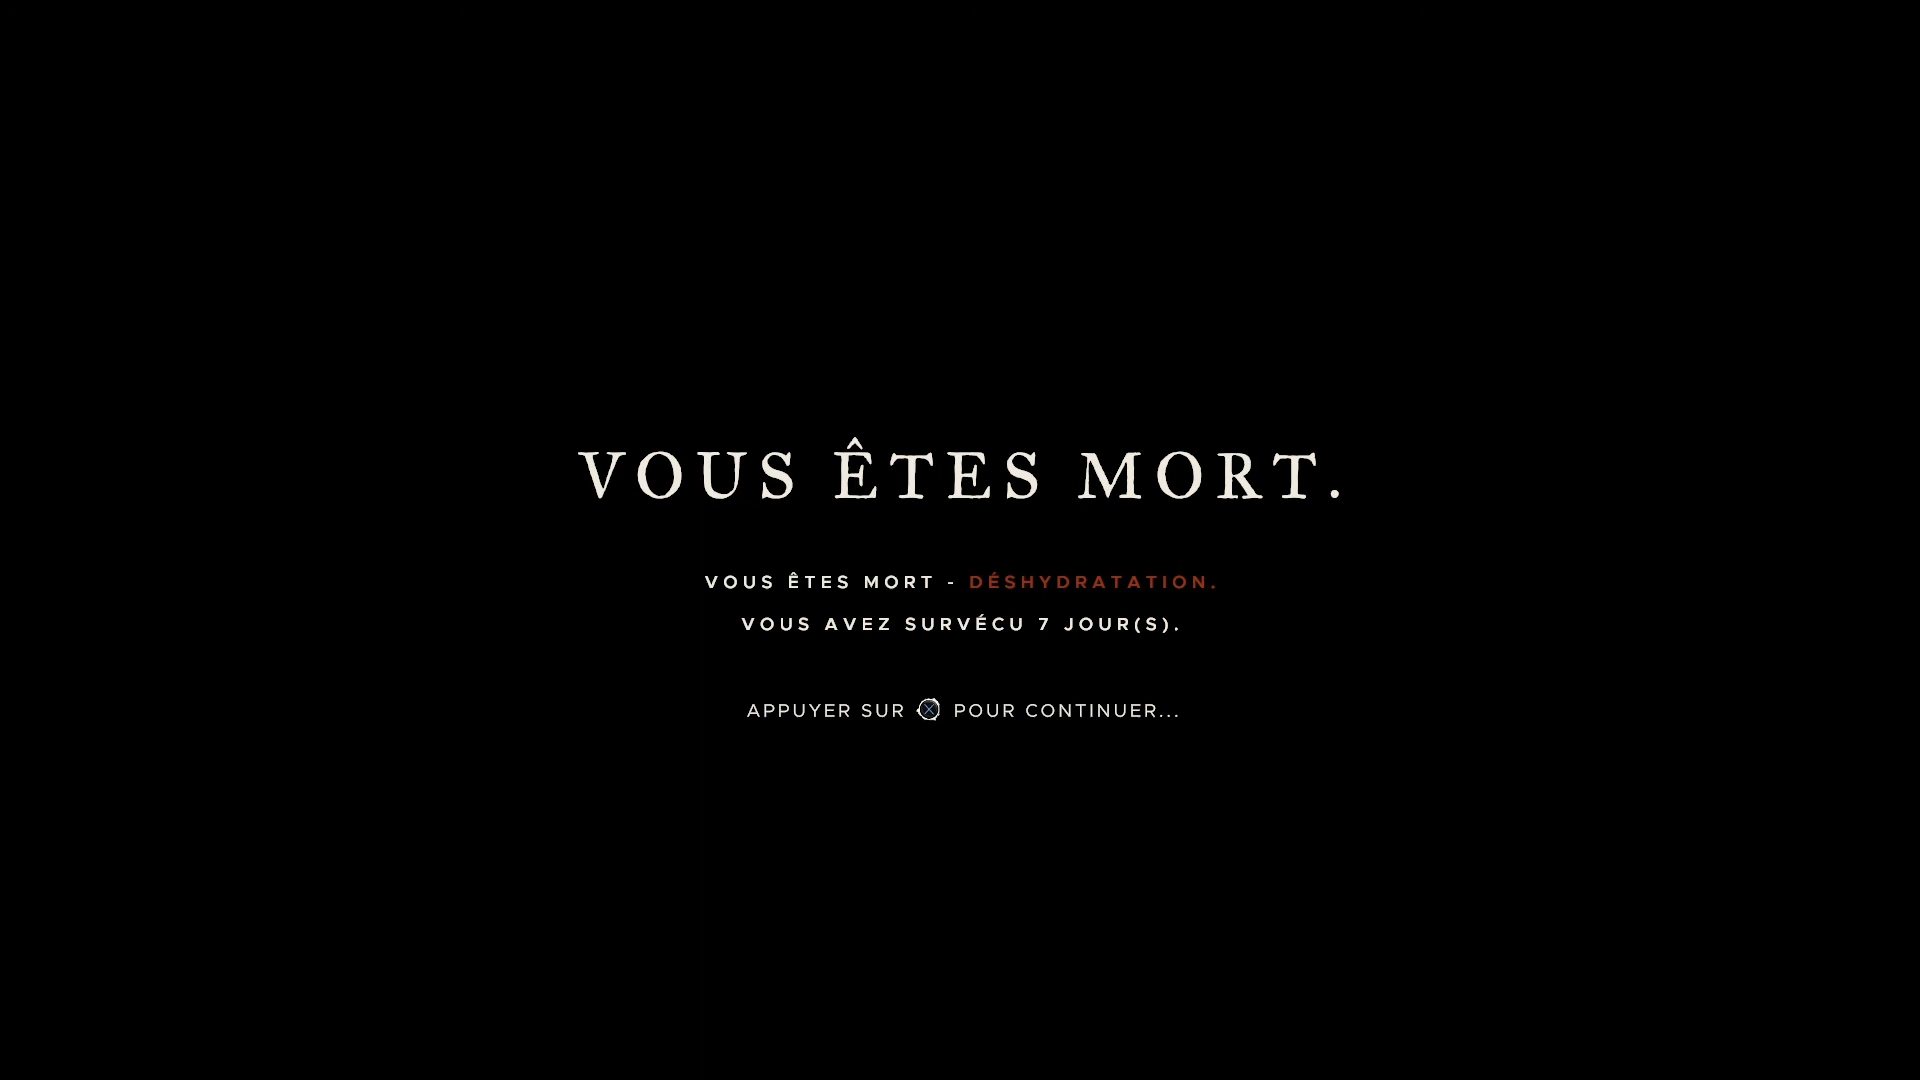 VOUS ÊTES MORT.
VOUS ÊTES MORT - DÉSHYDRATATION.
VOUS AVEZ SURVÉCU 7 JOUR(S).
APPUYER SUR POUR CONTINUER...